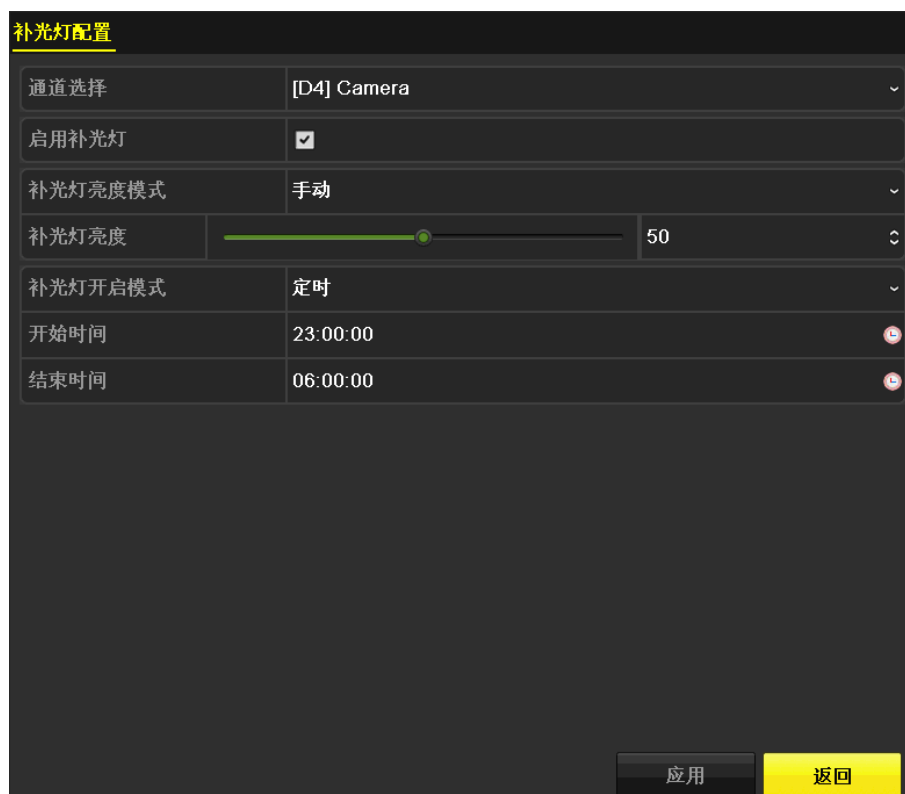 补光灯配置
通道选择 [D4] Camera
启用补光灯
补光灯亮度模式 手动
补光灯亮度 50
补光灯开启模式 定时
开始时间 23:00:00
结束时间 06:00:00
应用 返回